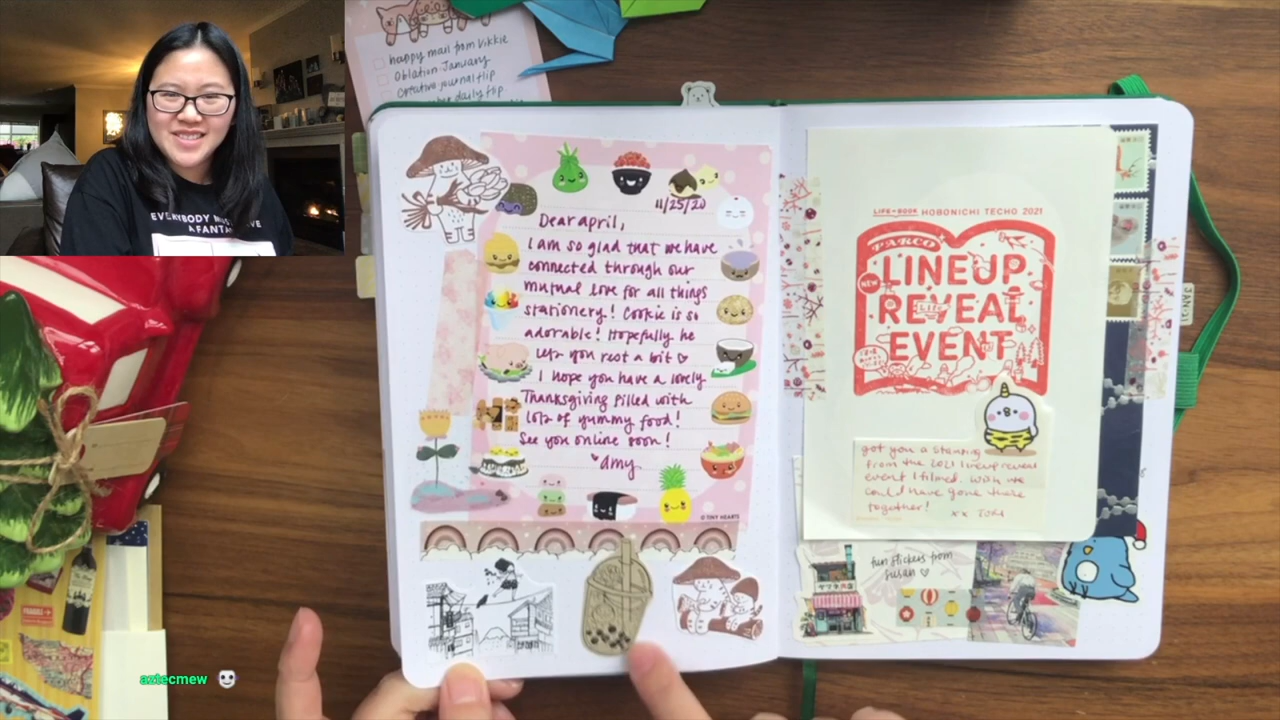 happy mail from Vikkie
Oblation January
Creative journal flip
daily flip
EVERYBODY
A FANTA
11/25/20
Dear April,
I am so glad that we have
connected through our
mutual love for all things
stationery! Cookie is so
adorable! Hopefully he
lets you rest a bit
I hope you have a lovely
Thanksgiving filled with
lots of yummy food!
See you online soon!
amy
© TINY HEARTS
LIFE BOOK HOBONICHI TECHO 2021
PARCO
NEW
LINEUP
REVEAL
EVENT
got you a stamp
from the 2021 lineup reveal
event I filmed. Wish we
could have gone there
together! xx TORI
fun stickers from
susan
aztecmew